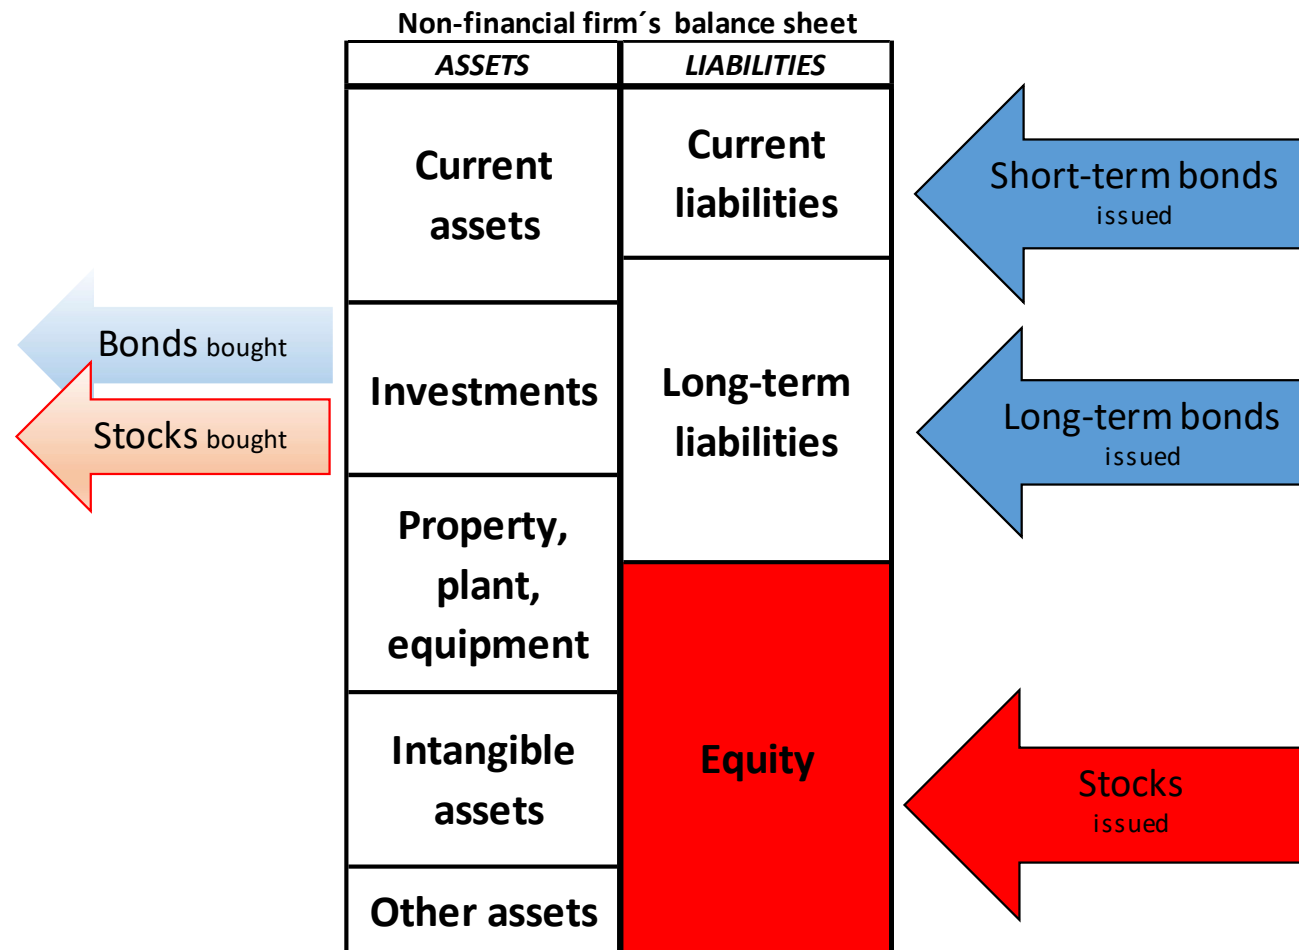 Non-financial firm´s balance sheet
ASSETS
LIABILITIES
Current
assets
Current
liabilities
Short-term bonds
issued
Bonds bought
Stocks bought
Investments
Long-term
liabilities
Long-term bonds
issued
Property,
plant,
equipment
Intangible
assets
Equity
Stocks
issued
Other assets